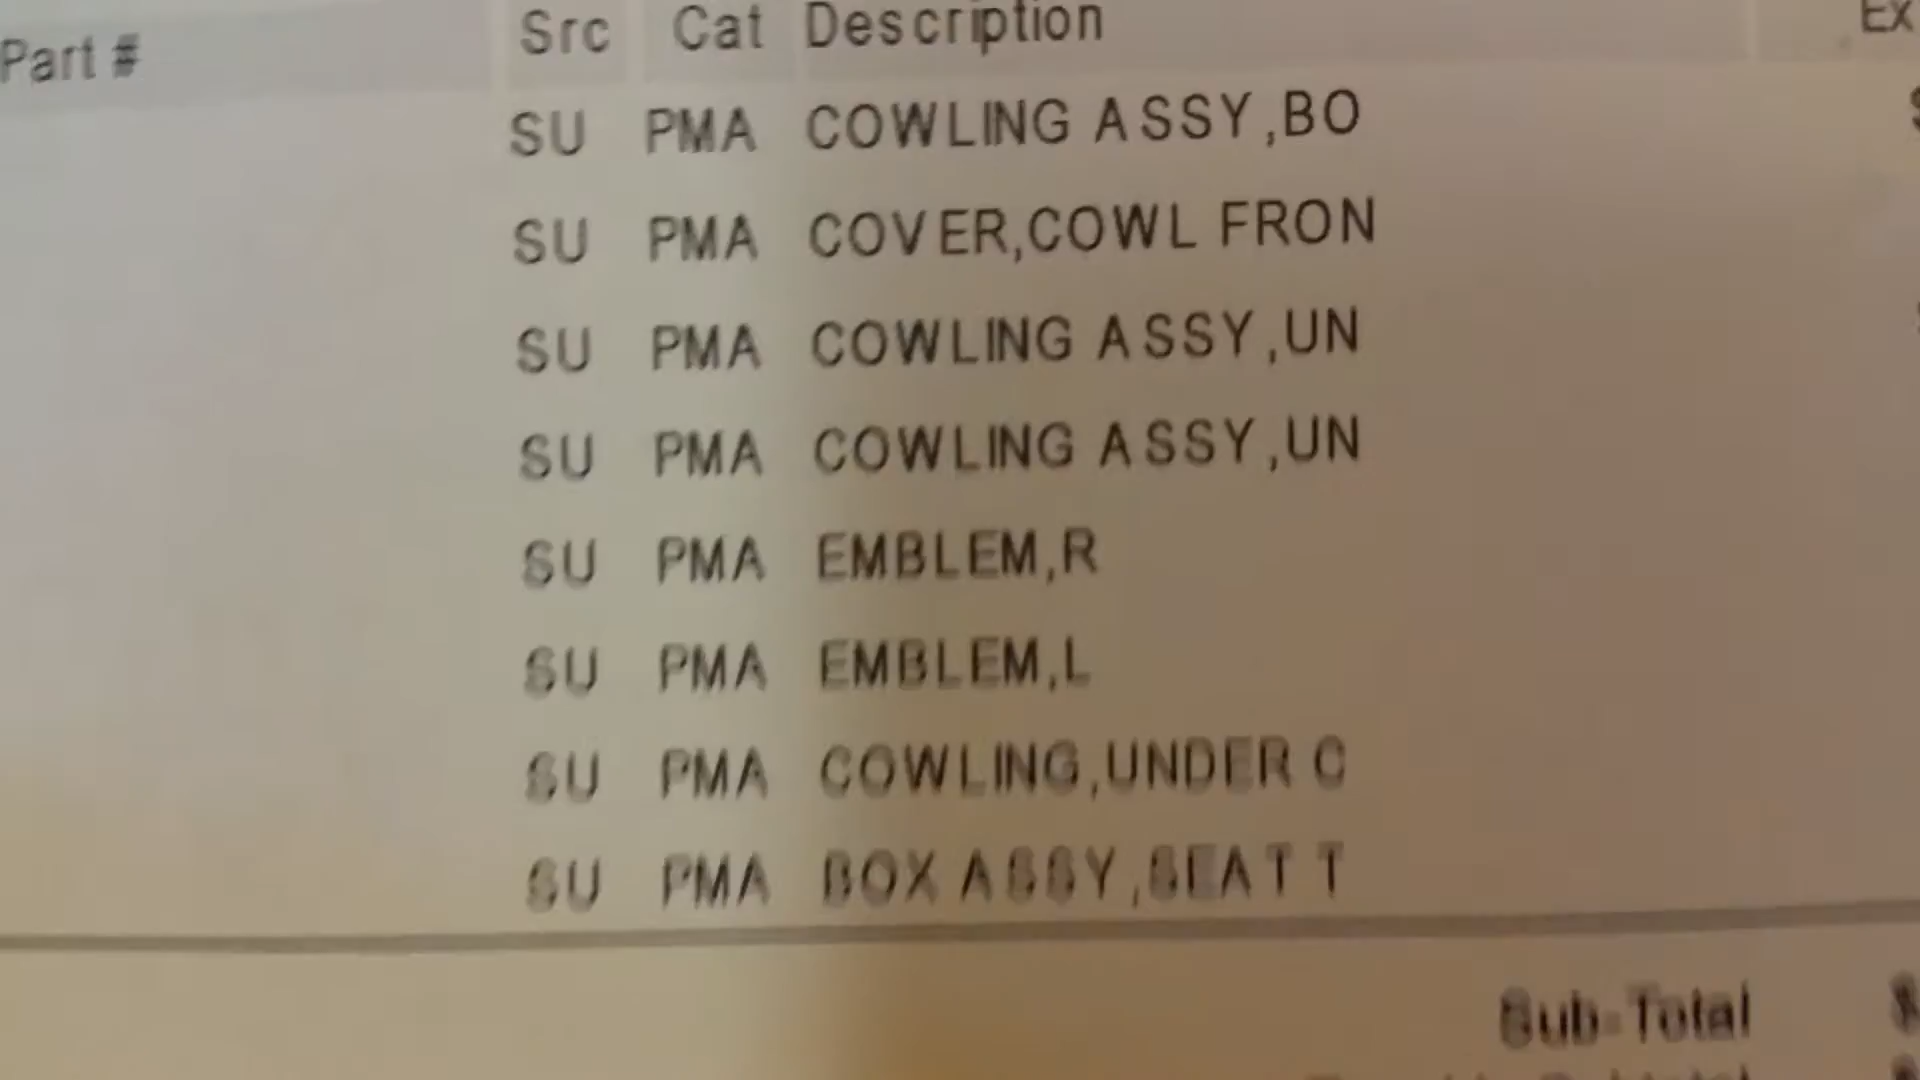 Part # Src Cat Description Ex
SU PMA COWLING ASSY,BO
SU PMA COVER,COWL FRON
SU PMA COWLING ASSY,UN
SU PMA COWLING ASSY,UN
SU PMA EMBLEM,R
SU PMA EMBLEM,L
SU PMA COWLING,UNDER C
SU PMA BOX ASSY,SEAT T
Sub-Total $